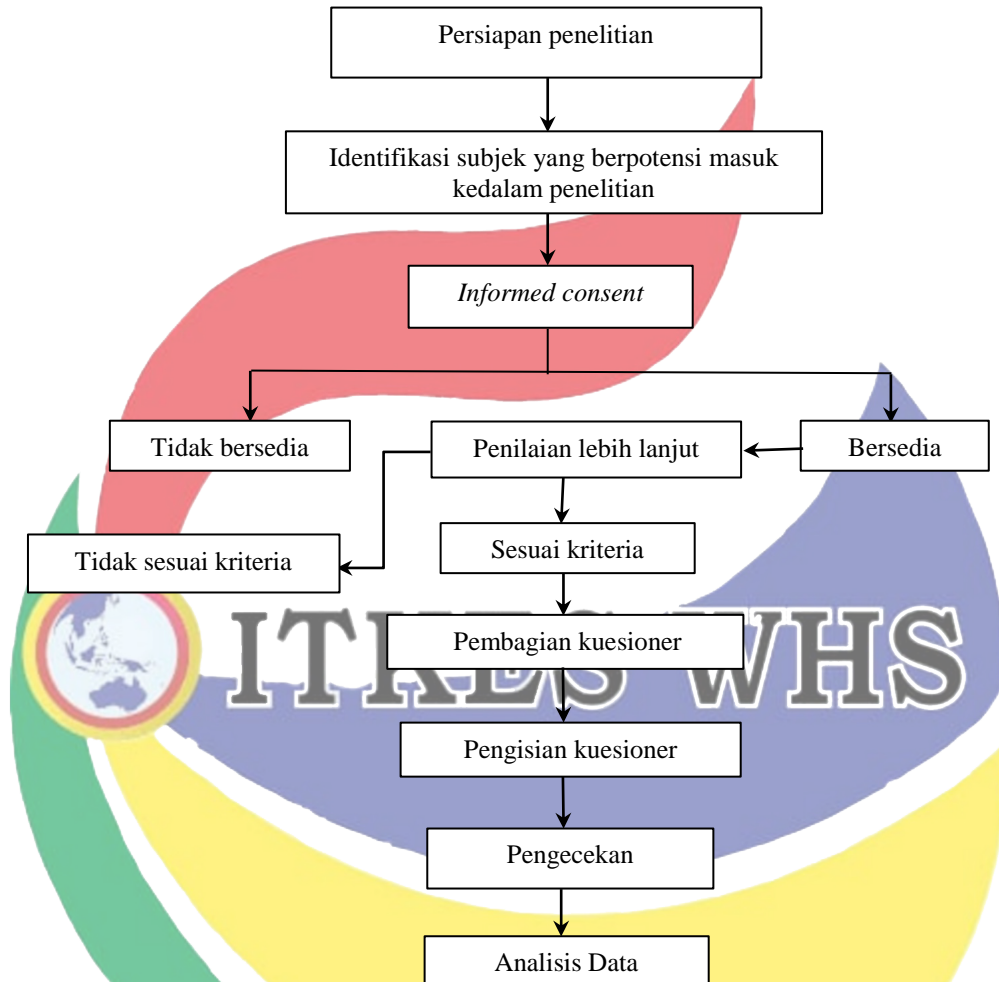 Persiapan penelitian
Identifikasi subjek yang berpotensi masuk
kedalam penelitian
Informed consent
Tidak bersedia
Penilaian lebih lanjut
Bersedia
Tidak sesuai kriteria
Sesuai kriteria
Pembagian kuesioner
ITKES WHS
Pengisian kuesioner
Pengecekan
Analisis Data